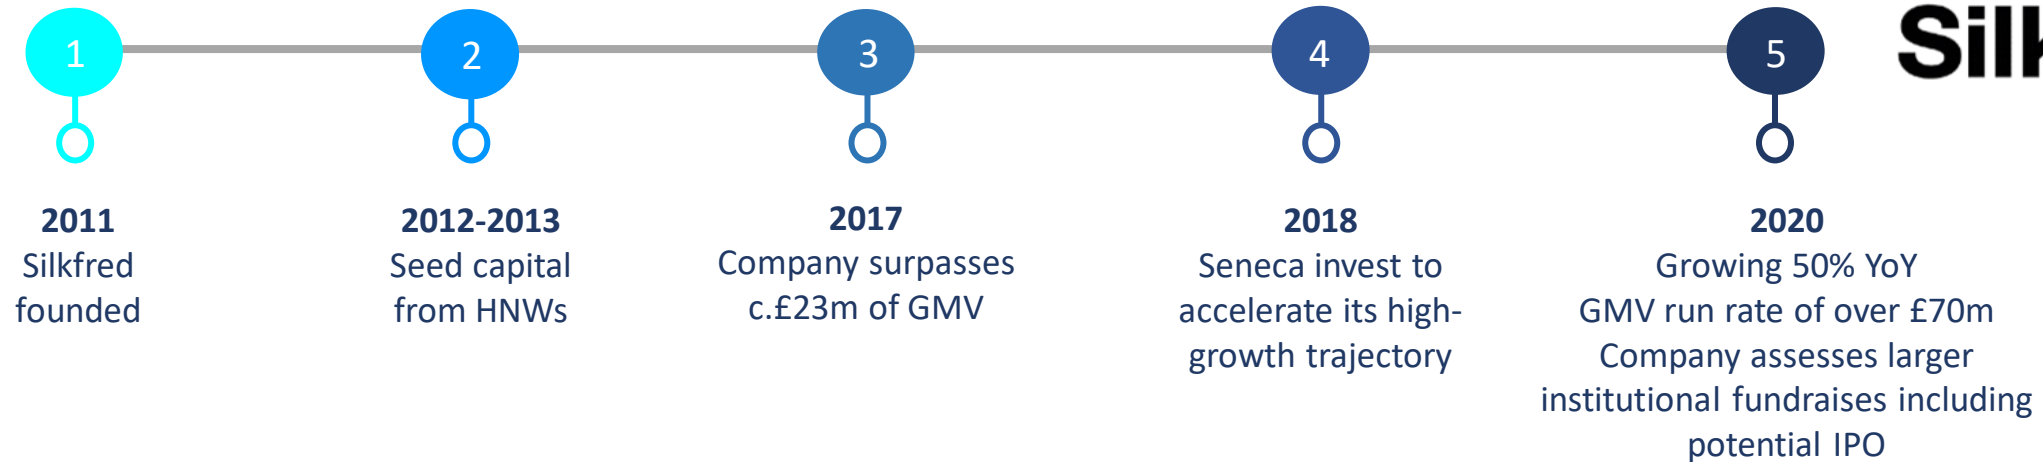 1
2
3
4
5
2011
Silkfred
founded
2012-2013
Seed capital
from HNWs
2017
Company surpasses
c.£23m of GMV
2018
Seneca invest to
accelerate its high-
growth trajectory
2020
Growing 50% YoY
GMV run rate of over £70m
Company assesses larger
institutional fundraises including
potential IPO